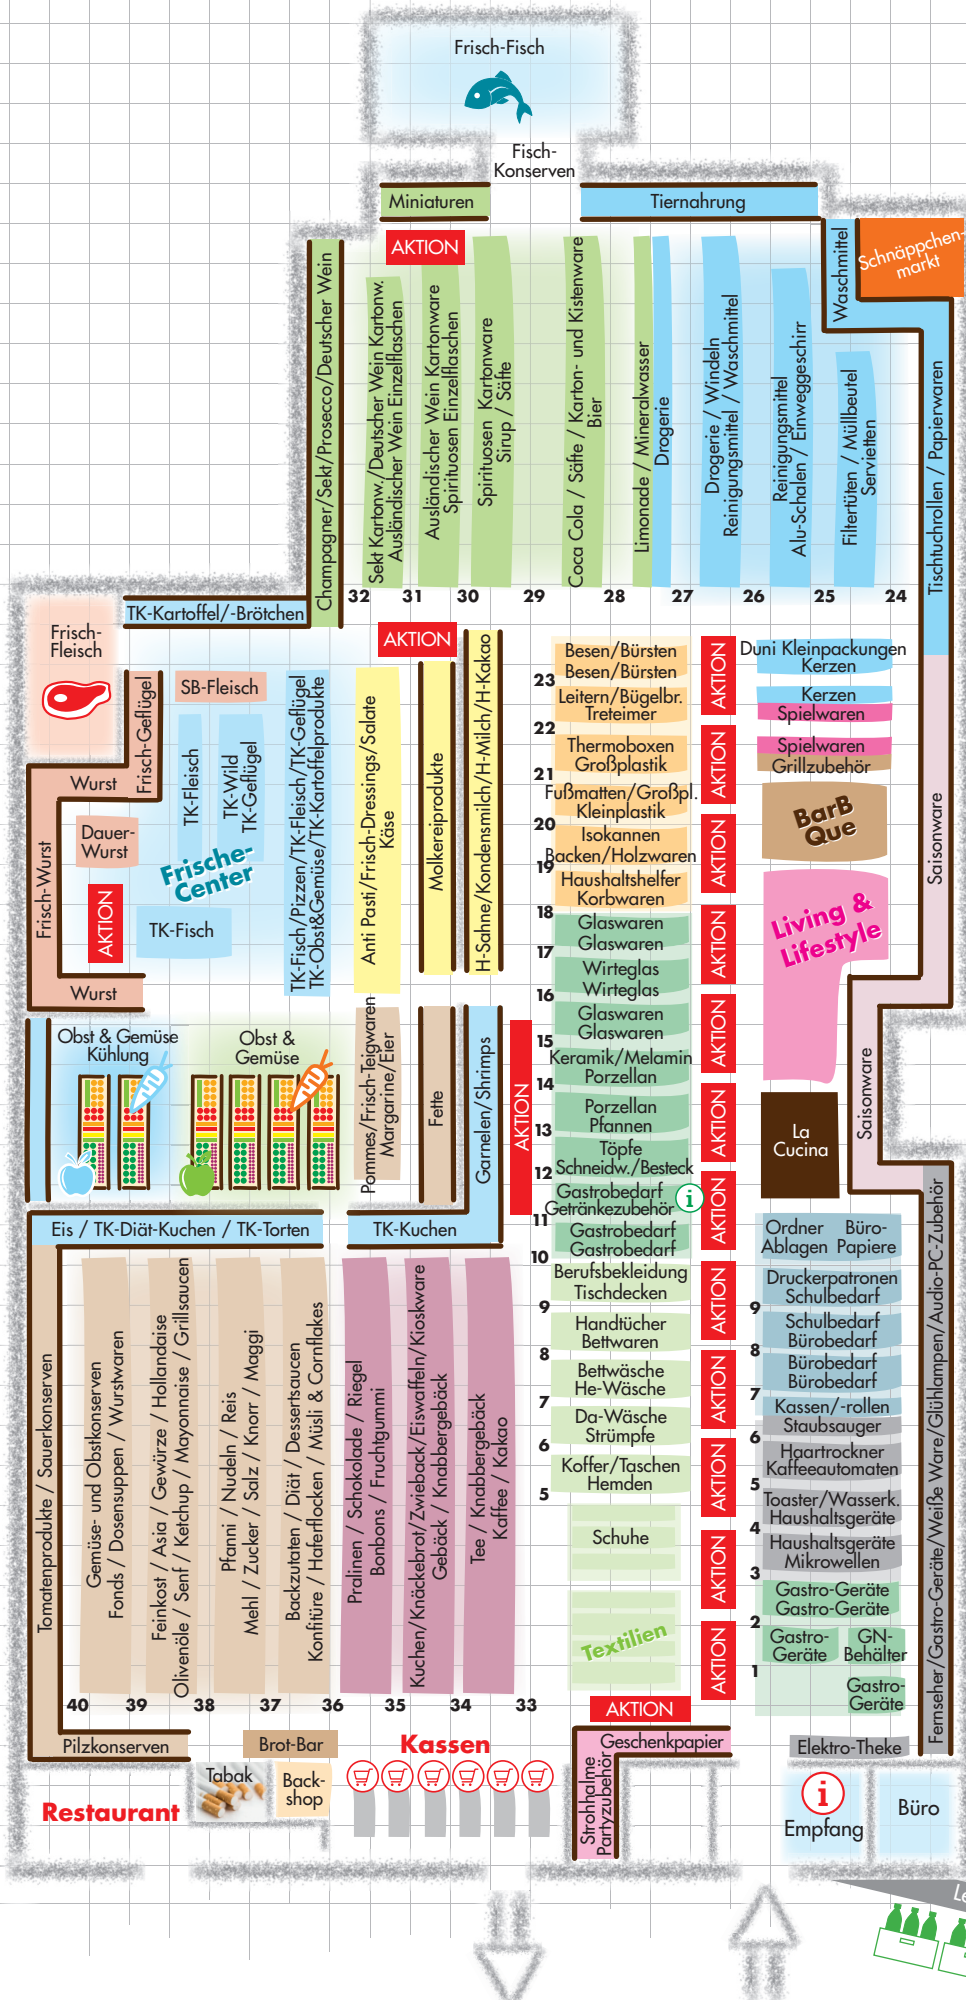 Frisch-Fisch
Fisch-
Konserven
Miniaturen
Tiernahrung
AKTION
Waschmittel
Schnäppchen-
markt
Champagner/Sekt/Prosecco/Deutscher Wein
Sekt Kartonw./Deutscher Wein Kartonw.
Ausländischer Wein Einzelflaschen
Ausländischer Wein Kartonware
Spirituosen Einzelflaschen
Spirituosen Kartonware
Sirup / Säfte
Coca Cola / Säfte / Karton- und Kistenware
Bier
Limonade / Mineralwasser
Drogerie
Drogerie / Windeln
Reinigungsmittel / Waschmittel
Reinigungsmittel
Alu-Schalen / Einweggeschirr
Filtertüten / Müllbeutel
Servietten
Tischtuchrollen / Papierwaren
32 31 30 29 28 27 26 25 24
TK-Kartoffel/-Brötchen
Frisch-
Fleisch
Frisch-Geflügel
SB-Fleisch
TK-Fleisch
TK-Wild
TK-Geflügel
Wurst
Dauer-
Wurst
Frisch-Wurst
AKTION
Frische-
Center
TK-Fisch
Wurst
TK-Fisch/Pizzen/TK-Fleisch/TK-Geflügel
TK-Obst&Gemüse/TK-Kartoffelprodukte
AKTION
Anti Pasti/Frisch-Dressings/Salate
Käse
Molkereiprodukte
H-Sahne/Kondensmilch/H-Milch/H-Kakao
Besen/Bürsten
Besen/Bürsten
23
Leitern/Bügelbr.
Treteimer
22
Thermoboxen
Großplastik
21
Fußmatten/Großpl.
Kleinplastik
20
Isokannen
Backen/Holzwaren
19
Haushaltshelfer
Korbwaren
18
Glaswaren
Glaswaren
17
Wirteglas
Wirteglas
16
Glaswaren
Glaswaren
15
Keramik/Melamin
Porzellan
14
Porzellan
Pfannen
13
Töpfe
Schneidw./Besteck
12
Gastrobedarf
Getränkezubehör
i
11
Gastrobedarf
Gastrobedarf
10
Berufsbekleidung
Tischdecken
9
Handtücher
Bettwaren
8
Bettwäsche
He-Wäsche
7
Da-Wäsche
Strümpfe
6
Koffer/Taschen
Hemden
5
Schuhe
Textilien
AKTION
AKTION
AKTION
AKTION
AKTION
AKTION
AKTION
AKTION
AKTION
AKTION
AKTION
AKTION
AKTION
Duni Kleinpackungen
Kerzen
Kerzen
Spielwaren
Spielwaren
Grillzubehör
BarB
Que
Living &
Lifestyle
La
Cucina
Saisonware
Saisonware
Ordner Büro-
Ablagen Papiere
Druckerpatronen
Schulbedarf
9
Schulbedarf
Bürobedarf
8
Bürobedarf
Bürobedarf
7
Kassen/-rollen
Staubsauger
6
Haartrockner
Kaffeeautomaten
5
Toaster/Wasserk.
Haushaltsgeräte
4
Haushaltsgeräte
Mikrowellen
3
Gastro-Geräte
Gastro-Geräte
2
Gastro-
Geräte
GN-
Behälter
1
Gastro-
Geräte
Fernseher/Gastro-Geräte/Weiße Ware/Glühlampen/Audio-PC-Zubehör
Obst & Gemüse
Kühlung
Obst &
Gemüse
Pommes/Frisch-Teigwaren
Margarine/Eier
Fette
Garnelen/Shrimps
AKTION
Eis / TK-Diät-Kuchen / TK-Torten
TK-Kuchen
Tomatenprodukte / Sauerkonserven
Gemüse- und Obstkonserven
Fonds / Dosensuppen / Wurstwaren
Feinkost / Asia / Gewürze / Hollandaise
Olivenöle / Senf / Ketchup / Mayonnaise / Grillsaucen
Pfanni / Nudeln / Reis
Mehl / Zucker / Salz / Knorr / Maggi
Backzutaten / Diät / Dessertsaucen
Konfitüre / Haferflocken / Müsli & Cornflakes
Pralinen / Schokolade / Riegel
Bonbons / Fruchtgummi
Kuchen/Knäckebrot/Zwieback/Eiswaffeln/Kioskware
Gebäck / Knabbergebäck
Tee / Knabbergebäck
Kaffee / Kakao
40 39 38 37 36 35 34 33
Pilzkonserven
Brot-Bar
Kassen
AKTION
Geschenkpapier
Strohhalme
Partyzubehör
Elektro-Theke
Restaurant
Tabak
Back-
shop
i
Empfang
Büro